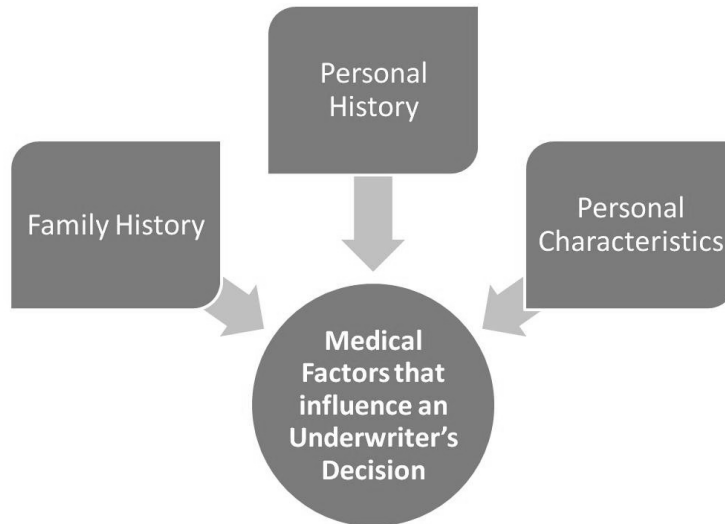 Personal
History
Family History
Personal
Characteristics
Medical
Factors that
influence an
Underwriter’s
Decision